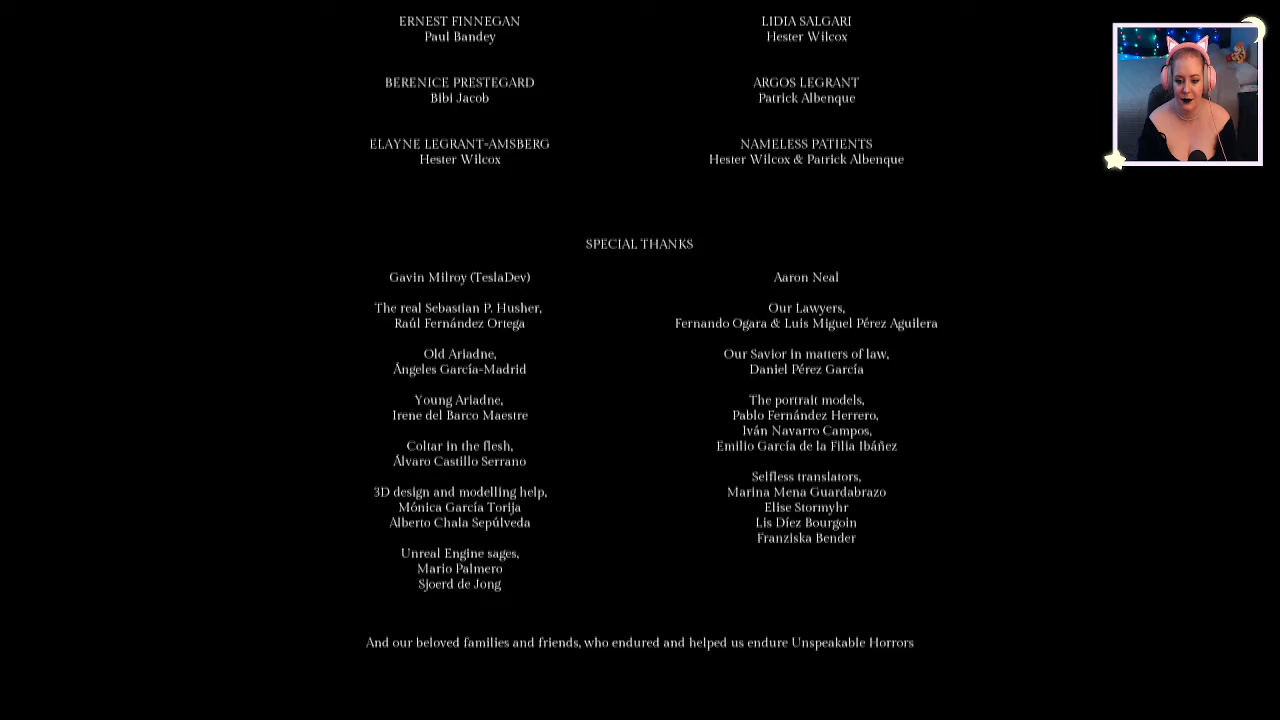 ERNEST FINNEGAN
Paul Bandey
BERENICE PRESTEGARD
Bibi Jacob
ELAYNE LEGRANT-AMSBERG
Hester Wilcox
LIDIA SALGARI
Hester Wilcox
ARGOS LEGRANT
Patrick Albenque
NAMELESS PATIENTS
Hester Wilcox & Patrick Albenque
SPECIAL THANKS
Gavin Milroy (TeslaDev)
The real Sebastian P. Husher,
Raúl Fernández Ortega
Old Ariadne,
Ángeles García-Madrid
Young Ariadne,
Irene del Barco Maestre
Coltar in the flesh,
Álvaro Castillo Serrano
3D design and modelling help,
Mónica García Torija
Alberto Chala Sepúlveda
Unreal Engine sages,
Mario Palmero
Sjoerd de Jong
Aaron Neal
Our Lawyers,
Fernando Ogara & Luis Miguel Pérez Aguilera
Our Savior in matters of law,
Daniel Pérez García
The portrait models,
Pablo Fernández Herrero,
Iván Navarro Campos,
Emilio García de la Filia Ibáñez
Selfless translators,
Marina Mena Guardabrazo
Elise Stormyhr
Lis Díez Bourgoin
Franziska Bender
And our beloved families and friends, who endured and helped us endure Unspeakable Horrors